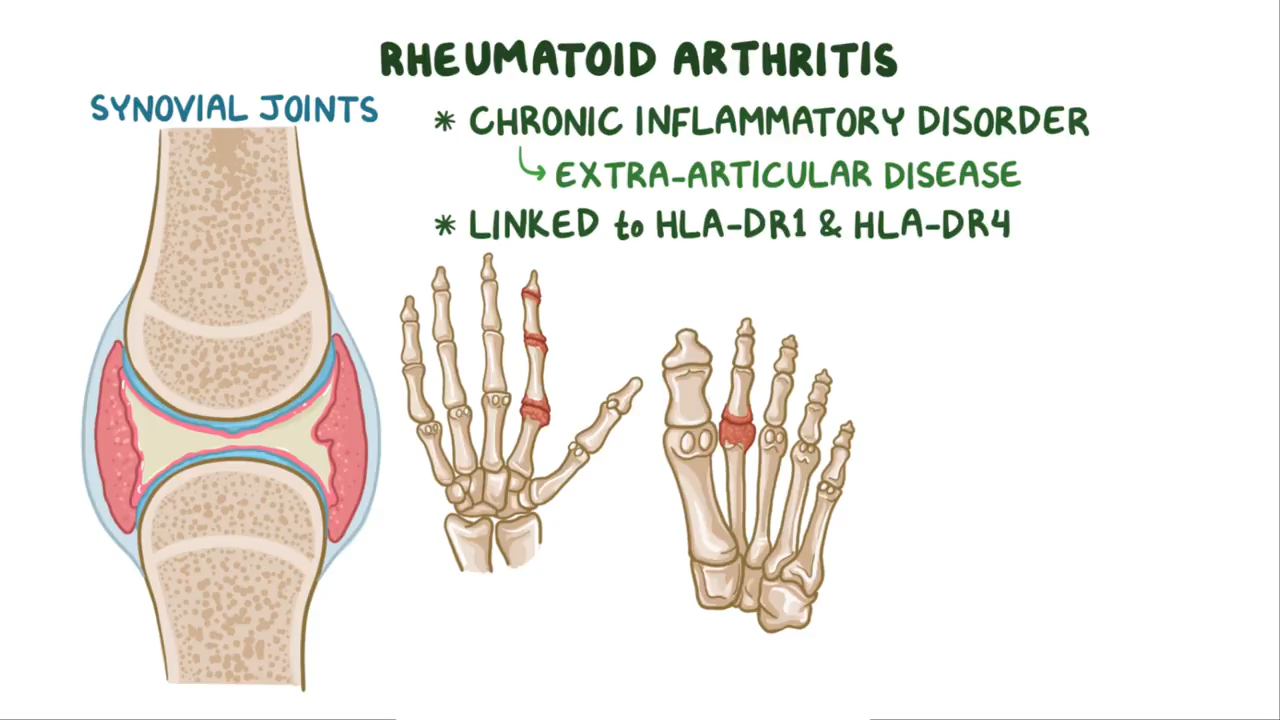 RHEUMATOID ARTHRITIS
SYNOVIAL JOINTS
* CHRONIC INFLAMMATORY DISORDER
EXTRA-ARTICULAR DISEASE
* LINKED to HLA-DR1 & HLA-DR4